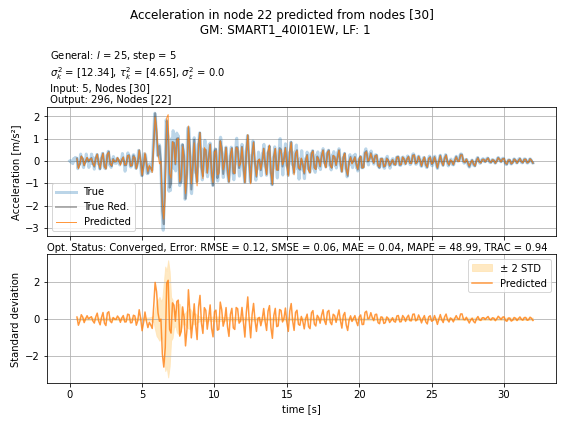 Acceleration in node 22 predicted from nodes [30]
GM: SMART1_40I01EW, LF: 1
General: l = 25, step = 5
σ²ₖ = [12.34], τ²ₖ = [4.65], σ²ₑ = 0.0
Input: 5, Nodes [30]
Output: 296, Nodes [22]
Acceleration [m/s²]
2
1
0
−1
−2
−3
True
True Red.
Predicted
Opt. Status: Converged, Error: RMSE = 0.12, SMSE = 0.06, MAE = 0.04, MAPE = 48.99, TRAC = 0.94
Standard deviation
2
0
−2
± 2 STD
Predicted
0 5 10 15 20 25 30
time [s]